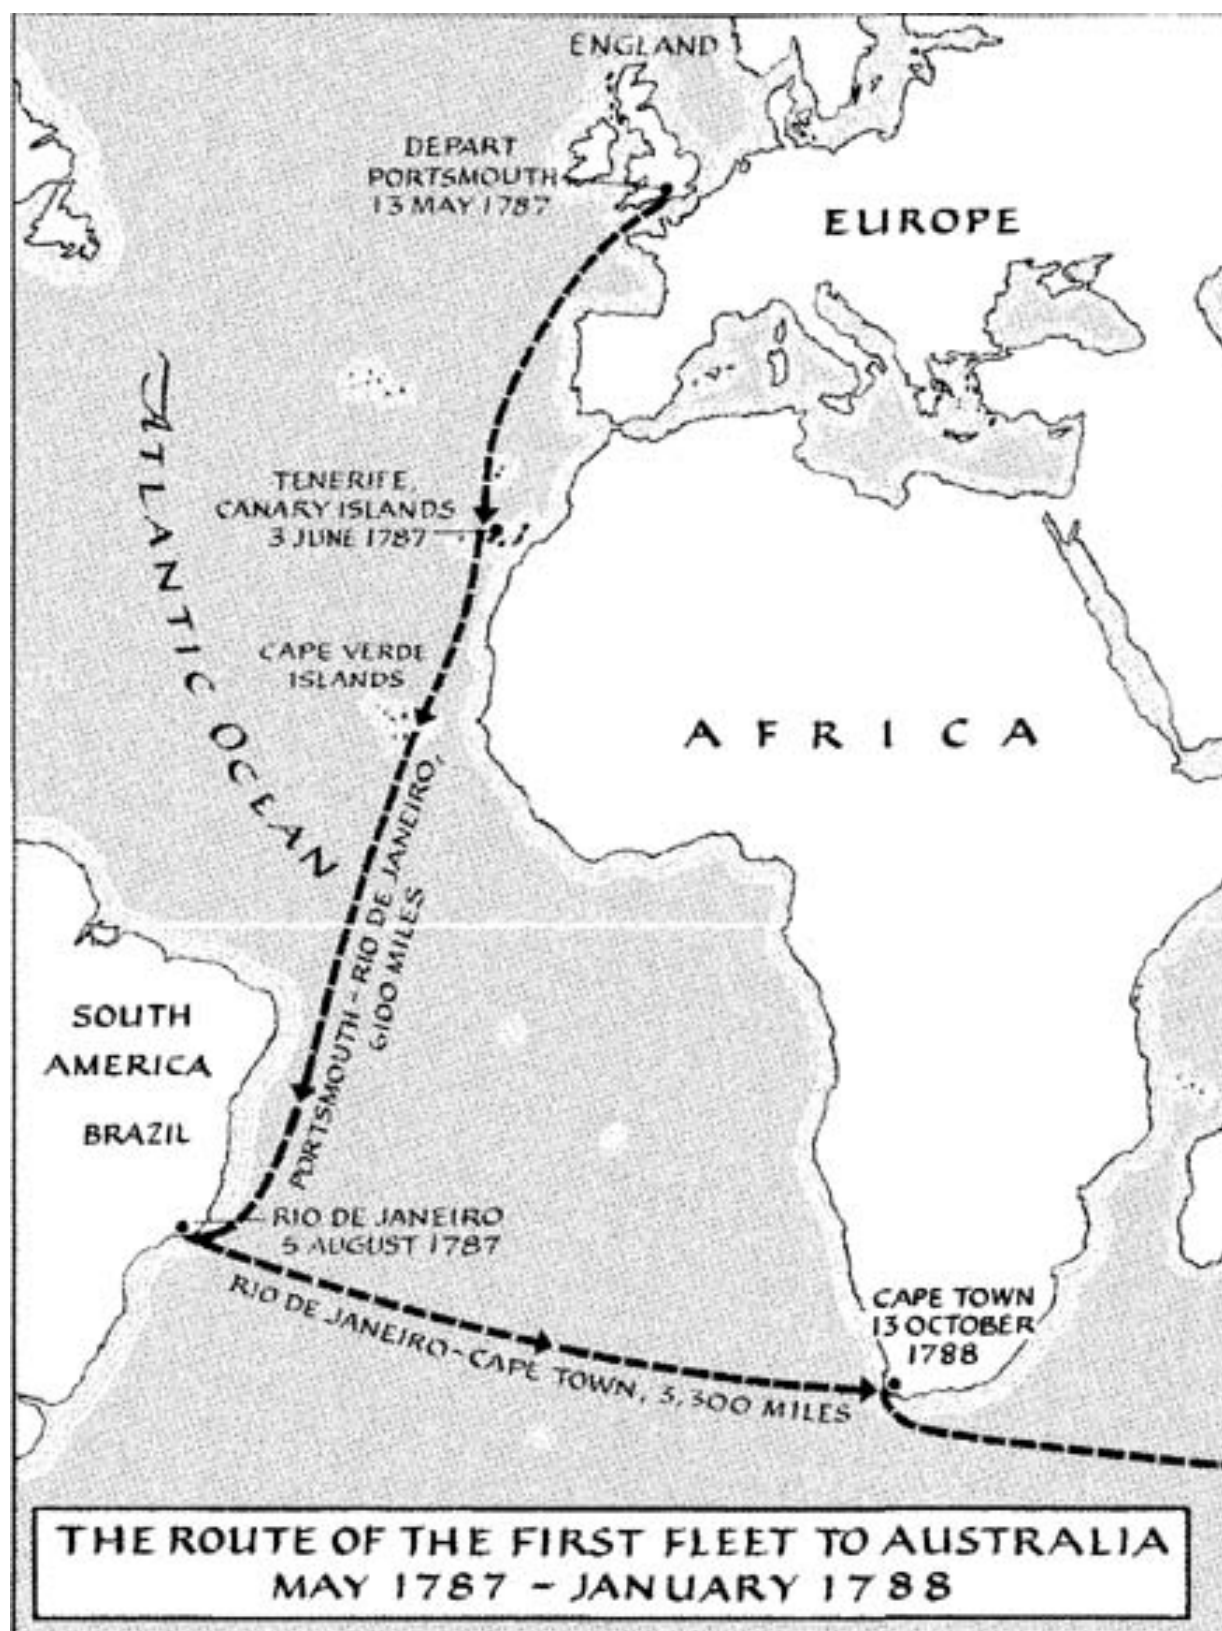 ENGLAND
DEPART
PORTSMOUTH
13 MAY 1787
EUROPE
ATLANTIC OCEAN
TENERIFE,
CANARY ISLANDS
3 JUNE 1787
CAPE VERDE
ISLANDS
AFRICA
PORTSMOUTH - RIO DE JANEIRO,
6100 MILES
SOUTH
AMERICA
BRAZIL
RIO DE JANEIRO
5 AUGUST 1787
RIO DE JANEIRO - CAPE TOWN, 3,300 MILES
CAPE TOWN
13 OCTOBER
1788
THE ROUTE OF THE FIRST FLEET TO AUSTRALIA
MAY 1787 - JANUARY 1788